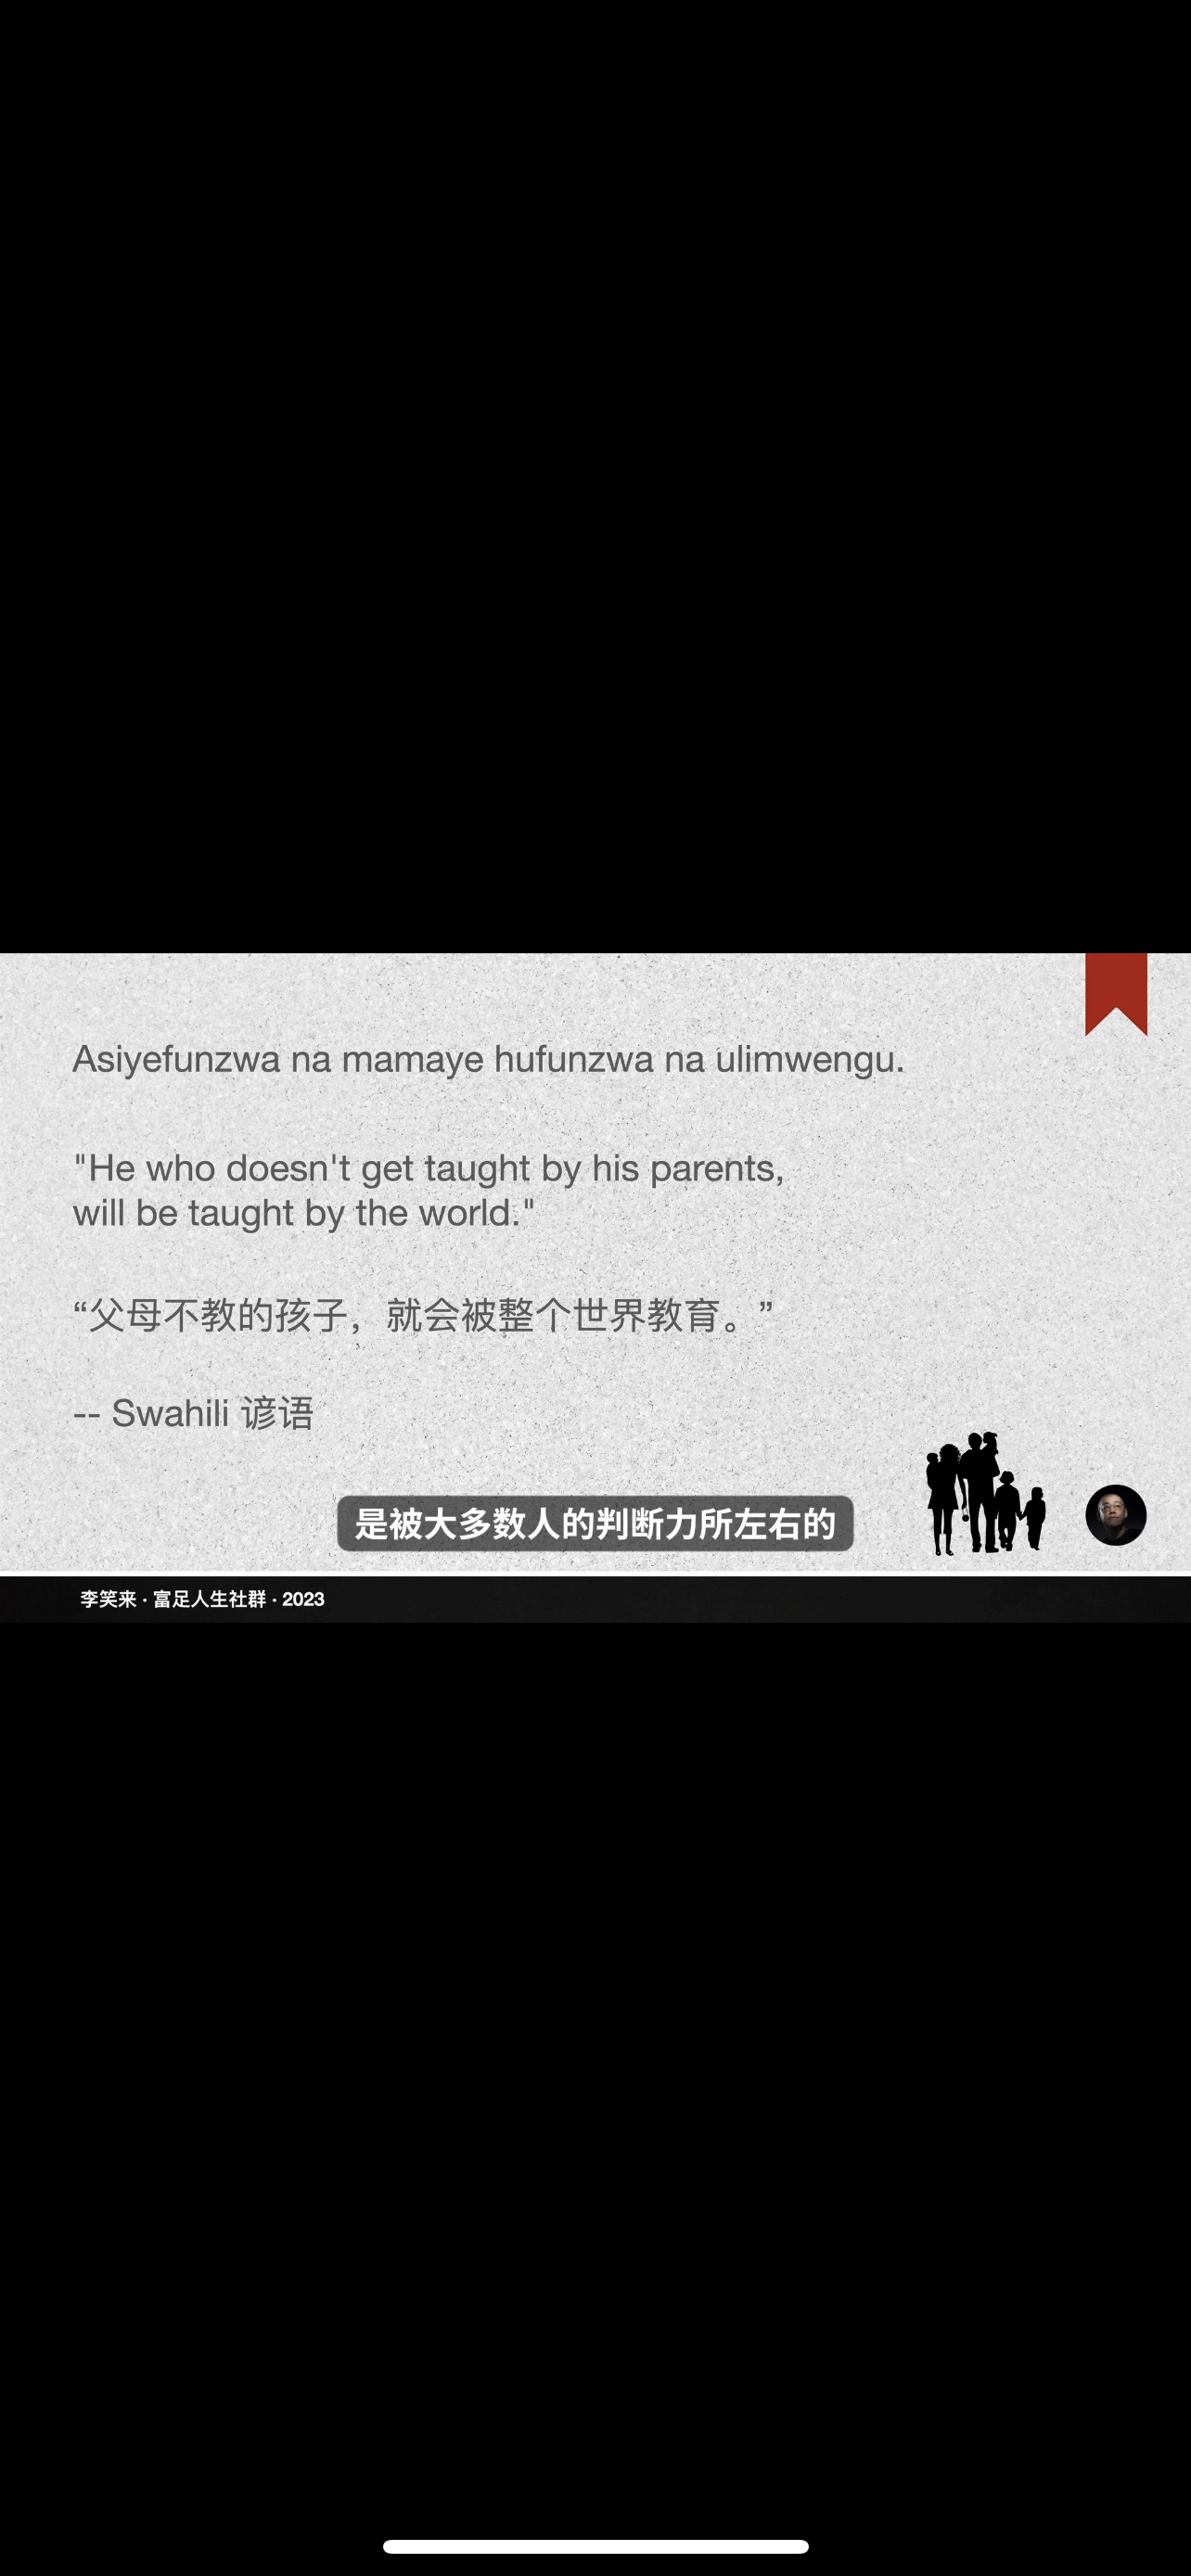 Asiyefunzwa na mamaye hufunzwa na ulimwengu.
"He who doesn't get taught by his parents,
will be taught by the world."
“父母不教的孩子，就会被整个世界教育。”
-- Swahili 谚语
是被大多数人的判断力所左右的
李笑来 · 富足人生社群 · 2023